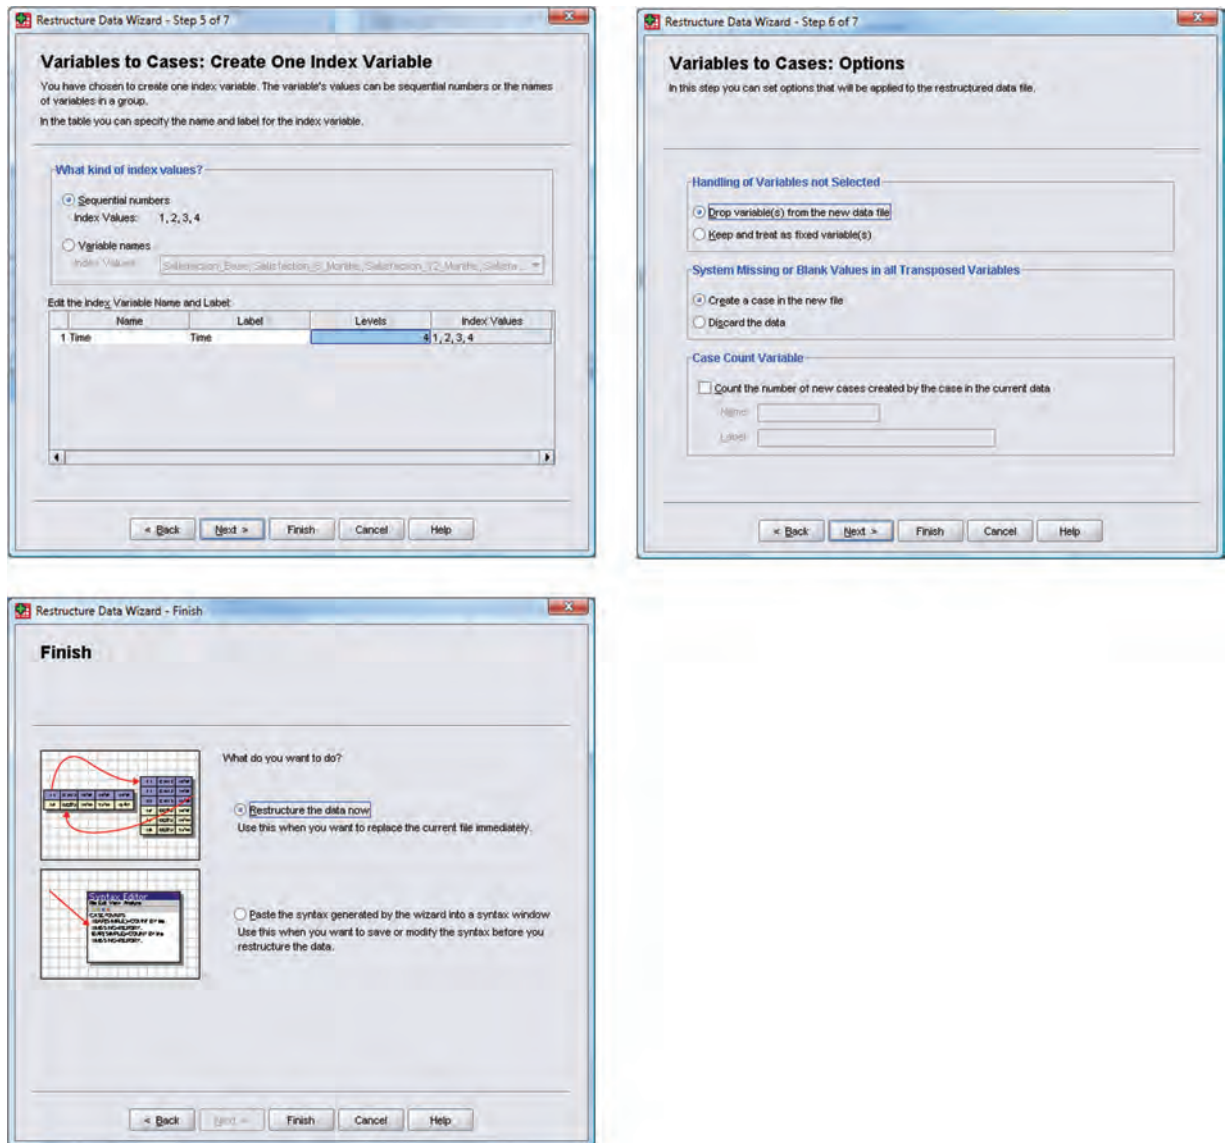 Restructure Data Wizard - Step 5 of 7
Variables to Cases: Create One Index Variable
You have chosen to create one index variable. The variable's values can be sequential numbers or the names
of variables in a group.
In the table you can specify the name and label for the index variable.
What kind of index values?
Sequential numbers
Index Values: 1, 2, 3, 4
Variable names
Index Values: Satisfaction_Base, Satisfaction_6_Months, Satisfaction_12_Months, Satisfa...
Edit the Index Variable Name and Label:
Name Label Levels Index Values
1 Time Time 4 1, 2, 3, 4
< Back Next > Finish Cancel Help
Restructure Data Wizard - Step 6 of 7
Variables to Cases: Options
In this step you can set options that will be applied to the restructured data file.
Handling of Variables not Selected
Drop variable(s) from the new data file
Keep and treat as fixed variable(s)
System Missing or Blank Values in all Transposed Variables
Create a case in the new file
Discard the data
Case Count Variable
Count the number of new cases created by the case in the current data
Name:
Label:
< Back Next > Finish Cancel Help
Restructure Data Wizard - Finish
Finish
What do you want to do?
Restructure the data now
Use this when you want to replace the current file immediately.
Syntax Editor
File Edit View Analyze
Paste the syntax generated by the wizard into a syntax window
Use this when you want to save or modify the syntax before you
restructure the data.
< Back Next > Finish Cancel Help